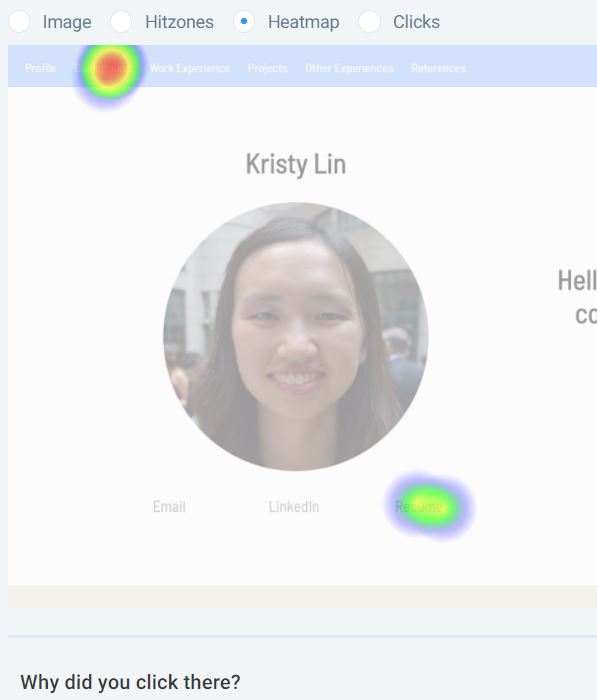 Image Hitzones Heatmap Clicks
Profile Work Experience Projects Other Experiences References
Kristy Lin
Hell
co
Email LinkedIn Resume
Why did you click there?